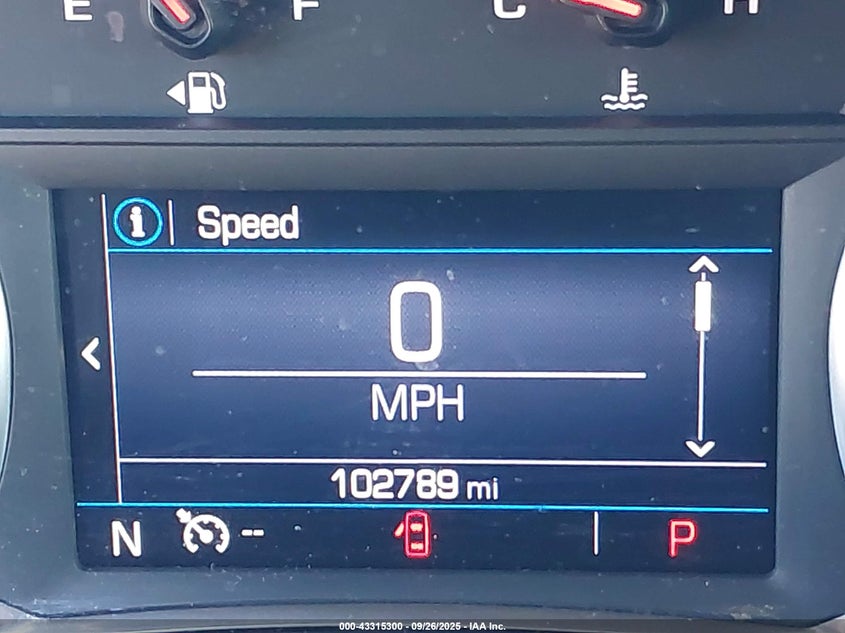 E F C H
Speed
0
MPH
102789 mi
N -- P
000-43315300 - 09/26/2025 - IAA Inc.